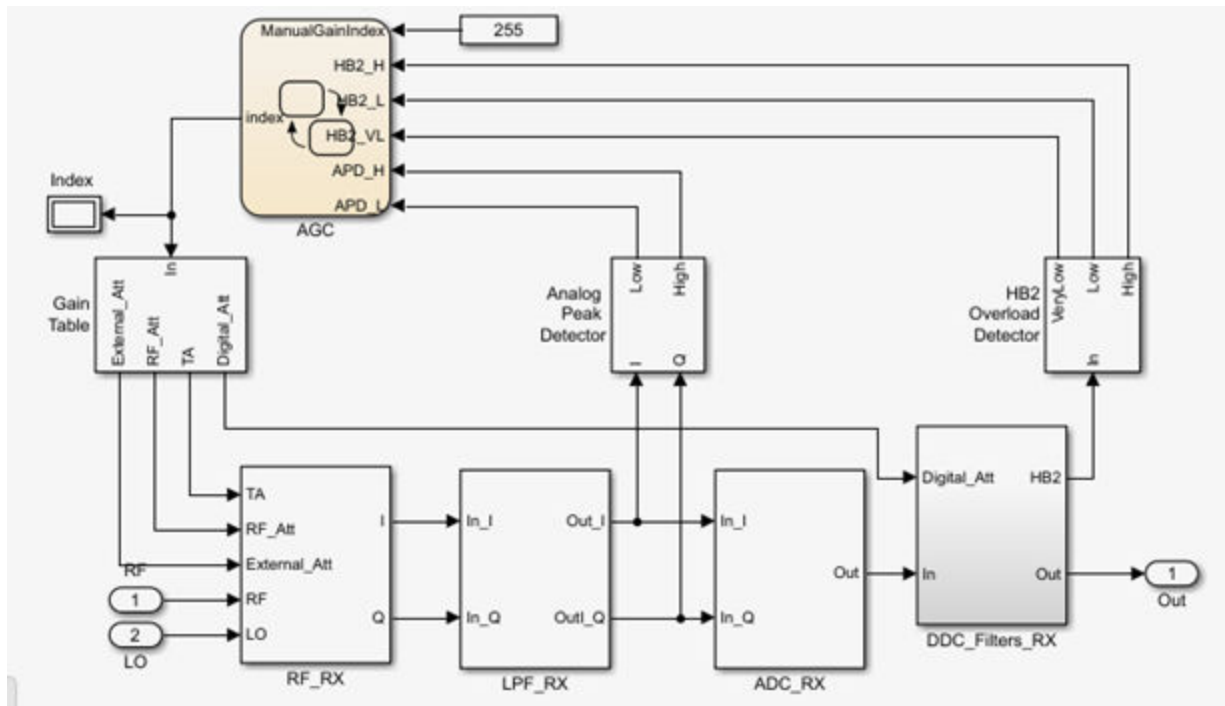 ManualGainIndex
255
HB2_H
HB2_L
index
HB2_VL
APD_H
APD_L
AGC
Index
Gain
Table
In
External_Att
RF_Att
TA
Digital_Att
Analog
Peak
Detector
Low
High
I
Q
HB2
Overload
Detector
VeryLow
Low
High
In
TA
RF_Att
External_Att
RF
LO
I
Q
RF_RX
RF
1
2
LO
In_I
In_Q
Out_I
OutI_Q
LPF_RX
In_I
In_Q
Out
ADC_RX
Digital_Att
In
HB2
Out
DDC_Filters_RX
1
Out